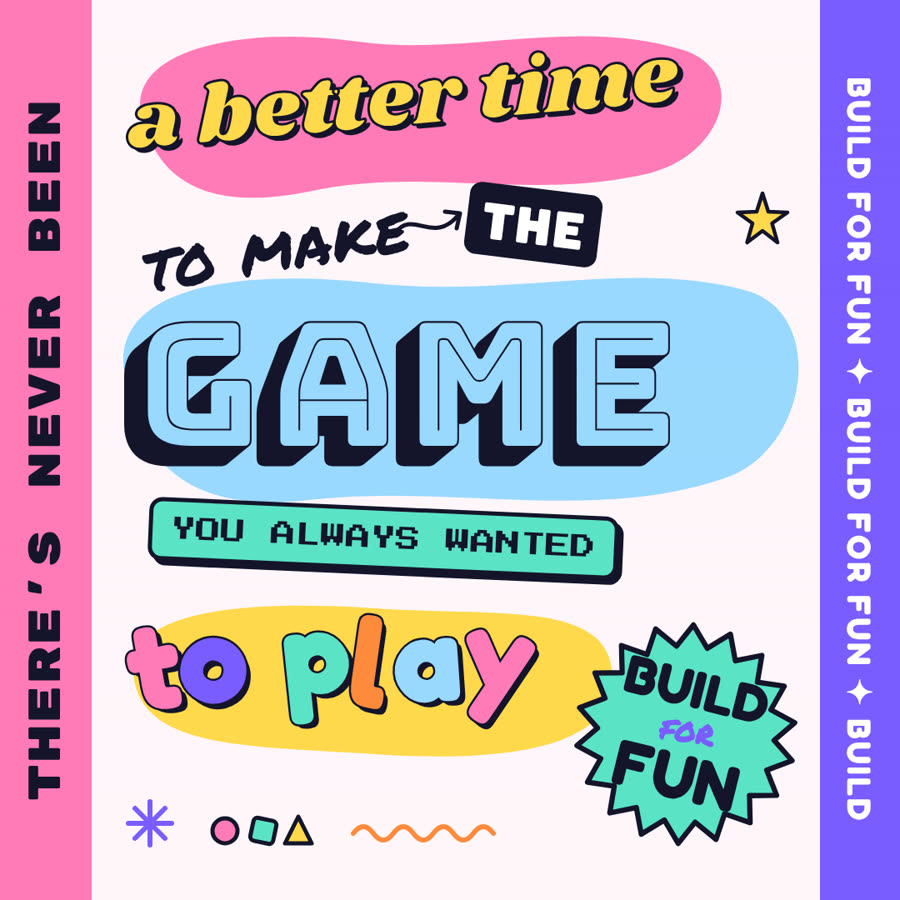 THERE'S NEVER BEEN
a better time
TO MAKE THE
GAME
YOU ALWAYS WANTED
to play
BUILD
FOR
FUN
BUILD FOR FUN ✦ BUILD FOR FUN ✦ BUILD